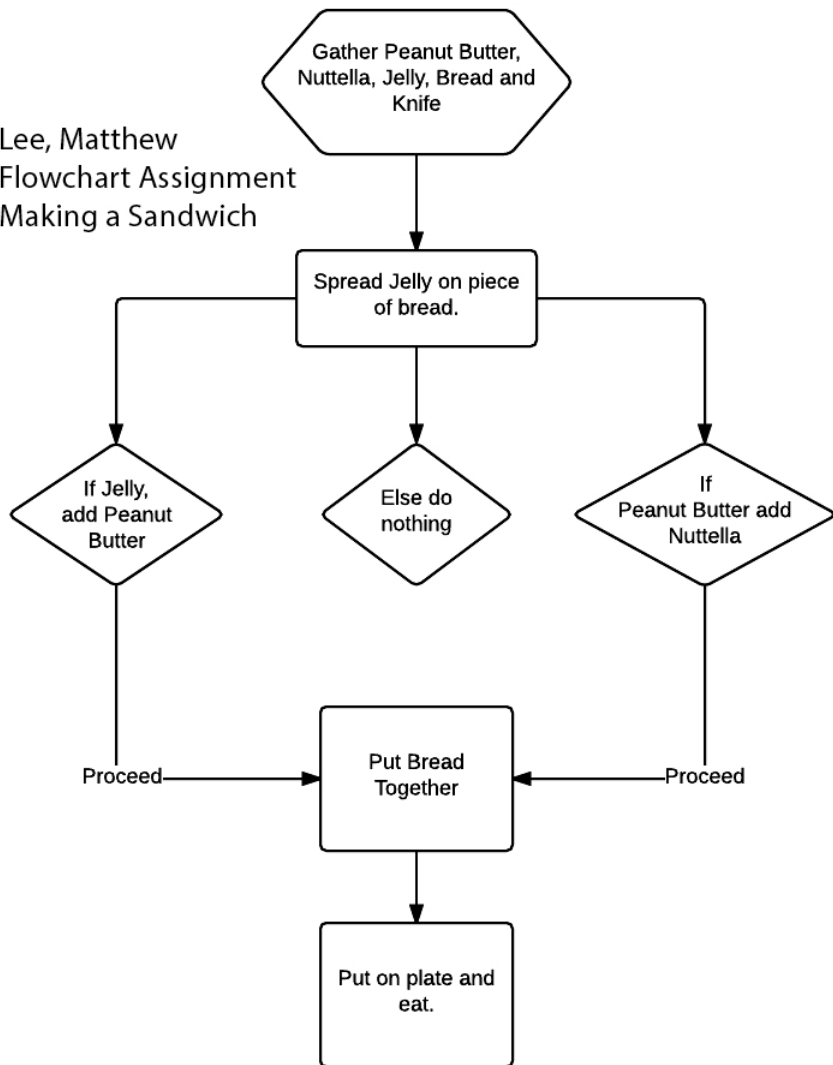 Gather Peanut Butter,
Nuttella, Jelly, Bread and
Knife
Lee, Matthew
Flowchart Assignment
Making a Sandwich
Spread Jelly on piece
of bread.
If Jelly,
add Peanut
Butter
Else do
nothing
If
Peanut Butter add
Nuttella
Proceed
Put Bread
Together
Proceed
Put on plate and
eat.